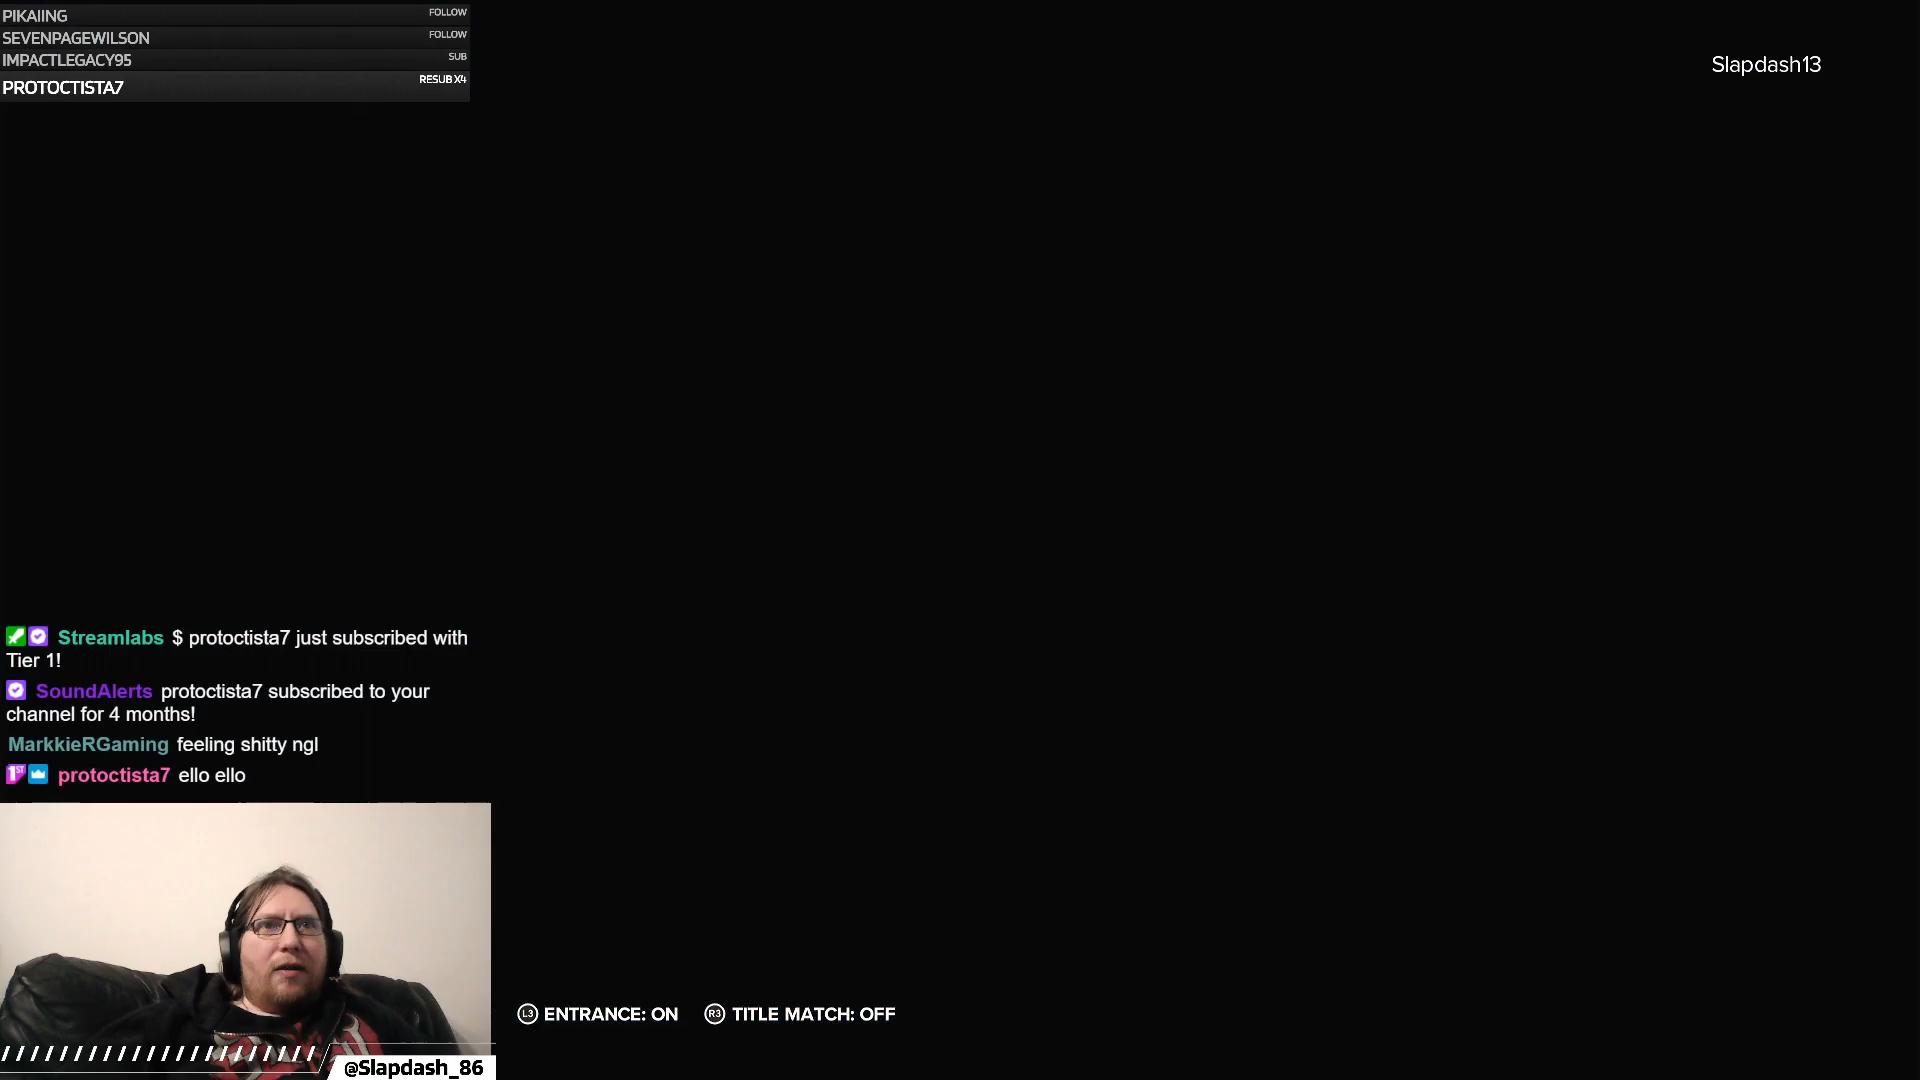 PIKAIING FOLLOW
SEVENPAGEWILSON FOLLOW
IMPACTLEGACY95 SUB
PROTOCTISTA7 RESUB X4
Slapdash13
Streamlabs $ protoctista7 just subscribed with
Tier 1!
SoundAlerts protoctista7 subscribed to your
channel for 4 months!
MarkkieRGaming feeling shitty ngl
1ST protoctista7 ello ello
L3 ENTRANCE: ON R3 TITLE MATCH: OFF
@Slapdash_86